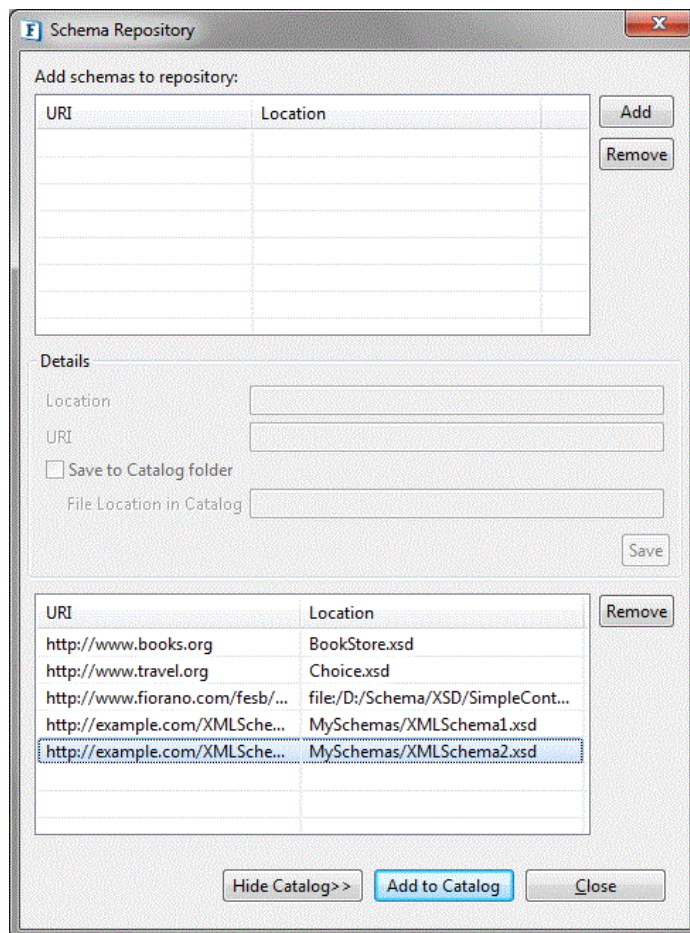 Schema Repository
Add schemas to repository:
URI Location
Add
Remove
Details
Location
URI
Save to Catalog folder
File Location in Catalog
Save
URI Location
Remove
http://www.books.org BookStore.xsd
http://www.travel.org Choice.xsd
http://www.fiorano.com/fesb/... file:/D:/Schema/XSD/SimpleCont...
http://example.com/XMLSche... MySchemas/XMLSchema1.xsd
http://example.com/XMLSche... MySchemas/XMLSchema2.xsd
Hide Catalog>> Add to Catalog Close